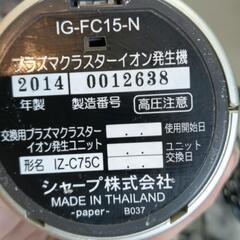 IG-FC15-N
プラズマクラスターイオン発生機
2014 0012638
年製 製造番号 高圧注意
交換用プラズマクラスター
イオン発生ユニット
形名 IZ-C75C
使用開始日
ユニット
交換日
シャープ株式会社
MADE IN THAILAND
-paper- B037